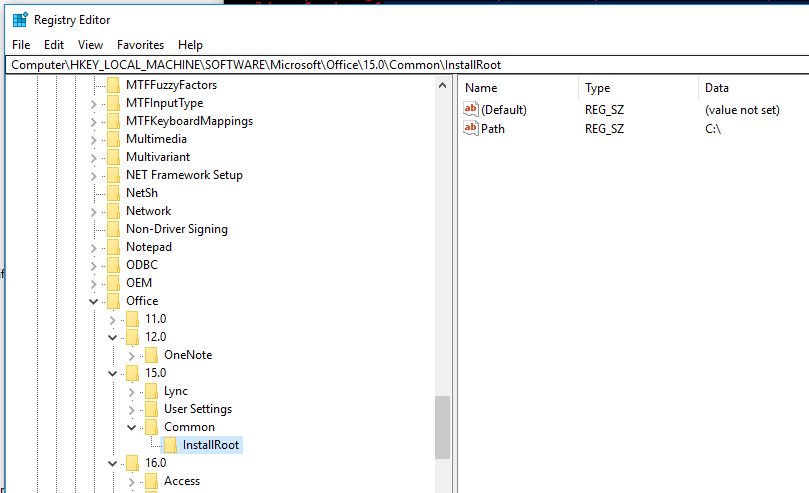 Registry Editor
File Edit View Favorites Help
Computer\HKEY_LOCAL_MACHINE\SOFTWARE\Microsoft\Office\15.0\Common\InstallRoot
MTFFuzzyFactors
MTFInputType
MTFKeyboardMappings
Multimedia
Multivariant
NET Framework Setup
NetSh
Network
Non-Driver Signing
Notepad
ODBC
OEM
Office
11.0
12.0
OneNote
15.0
Lync
User Settings
Common
InstallRoot
16.0
Access
Name Type Data
ab (Default) REG_SZ (value not set)
ab Path REG_SZ C:\